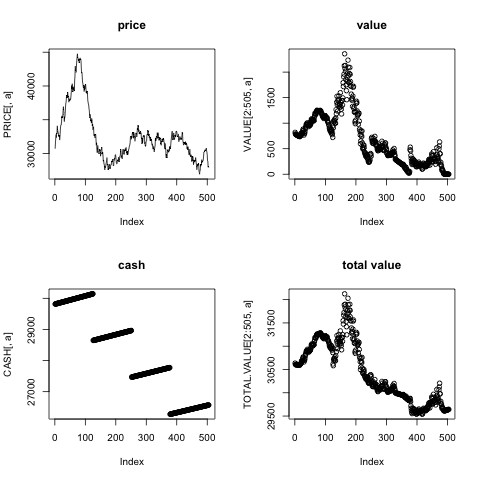 price
PRICE[, a]
30000 40000
0 100 200 300 400 500
Index
value
VALUE[2:505, a]
0 500 1500
0 100 200 300 400 500
Index
cash
CASH[, a]
27000 29000
0 100 200 300 400 500
Index
total value
TOTAL.VALUE[2:505, a]
29500 30500 31500
0 100 200 300 400 500
Index